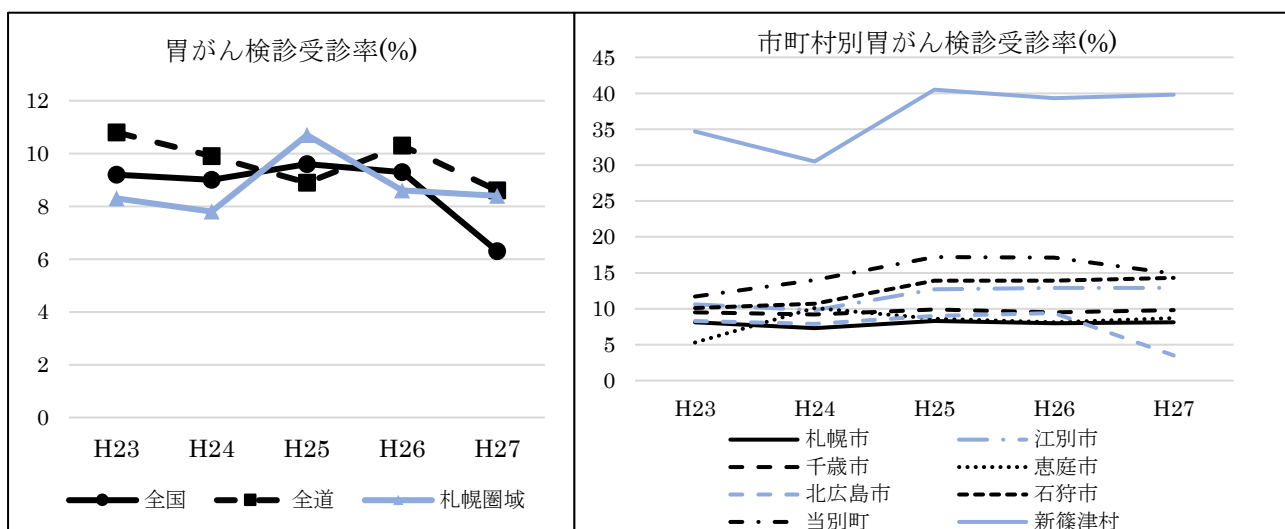 胃がん検診受診率(%)
12
10
8
6
4
2
0
H23 H24 H25 H26 H27
全国 全道 札幌圏域
市町村別胃がん検診受診率(%)
45
40
35
30
25
20
15
10
5
0
H23 H24 H25 H26 H27
札幌市 江別市
千歳市 恵庭市
北広島市 石狩市
当別町 新篠津村